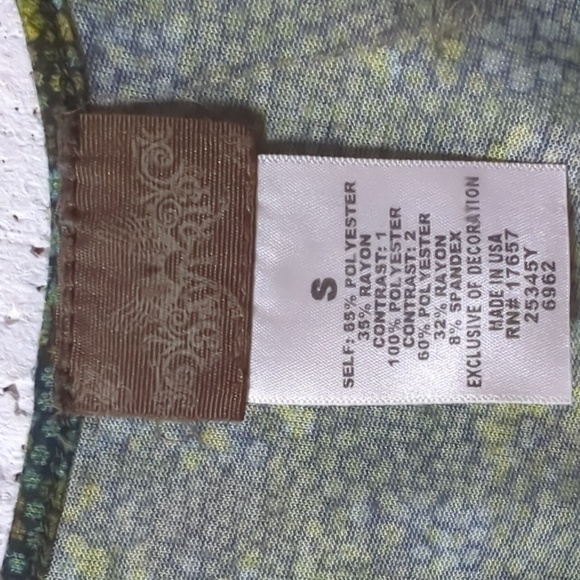 S
SELF: 65% POLYESTER
35% RAYON
CONTRAST: 1
100% POLYESTER
CONTRAST: 2
60% POLYESTER
32% RAYON
8% SPANDEX
EXCLUSIVE OF DECORATION
MADE IN USA
RN# 17657
25345Y
6962